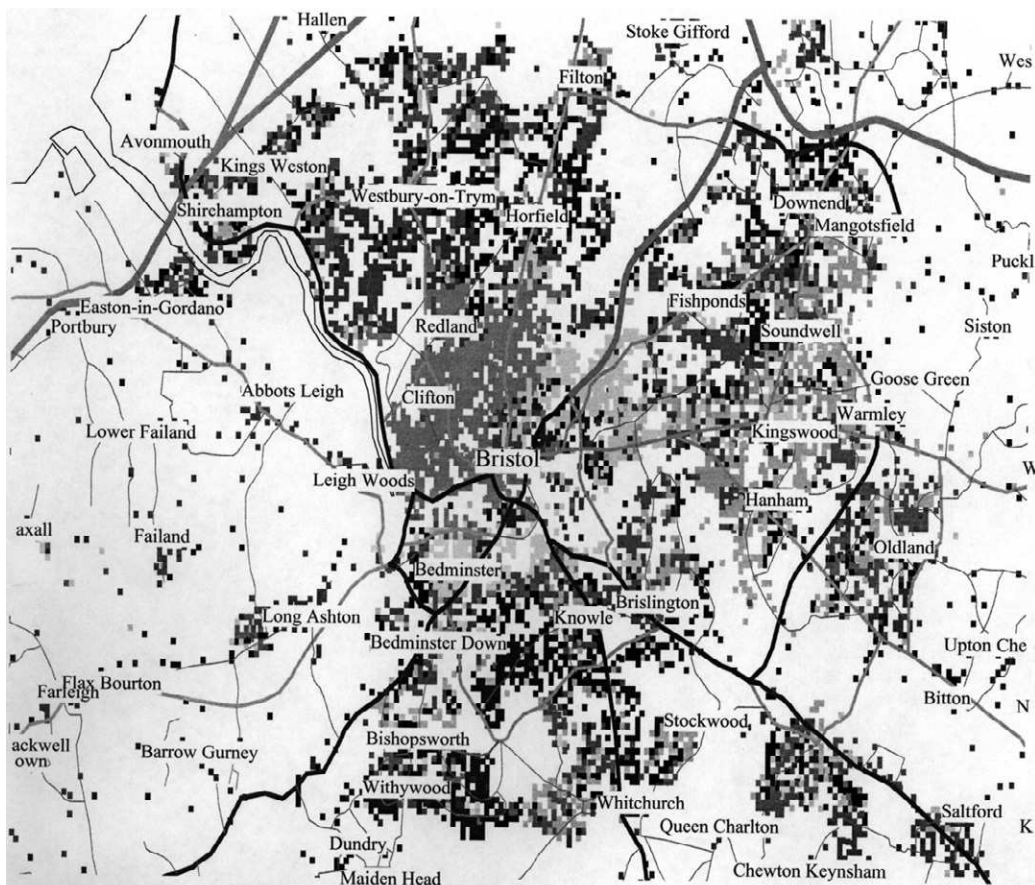 Hallen
Stoke Gifford
Wes
Filton
Avonmouth
Kings Weston
Westbury-on-Trym
Downend
Shirehampton
Horfield
Mangotsfield
Puckl
Easton-in-Gordano
Fishponds
Portbury
Redland
Soundwell
Siston
Goose Green
Abbots Leigh
Clifton
Warmley
Lower Failand
Kingswood
Bristol
W
Leigh Woods
Hanham
axall
Failand
Oldland
Bedminster
Brislington
Long Ashton
Knowle
Bedminster Down
Upton Che
Flax Bourton
Farleigh
Bitton
N
Stockwood
ackwell
own
Barrow Gurney
Bishopsworth
Withywood
Whitchurch
Saltford
Queen Charlton
K
Dundry
Chewton Keynsham
Maiden Head